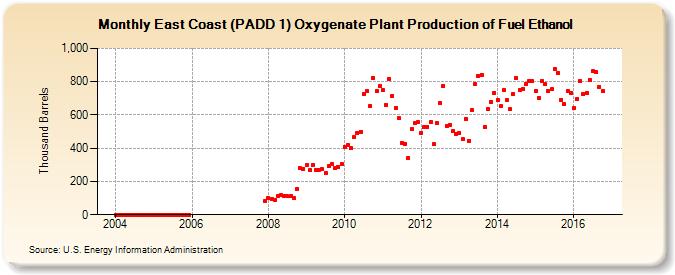 Monthly East Coast (PADD 1) Oxygenate Plant Production of Fuel Ethanol
Thousand Barrels
1,000
800
600
400
200
0
2004 2006 2008 2010 2012 2014 2016
Source: U.S. Energy Information Administration